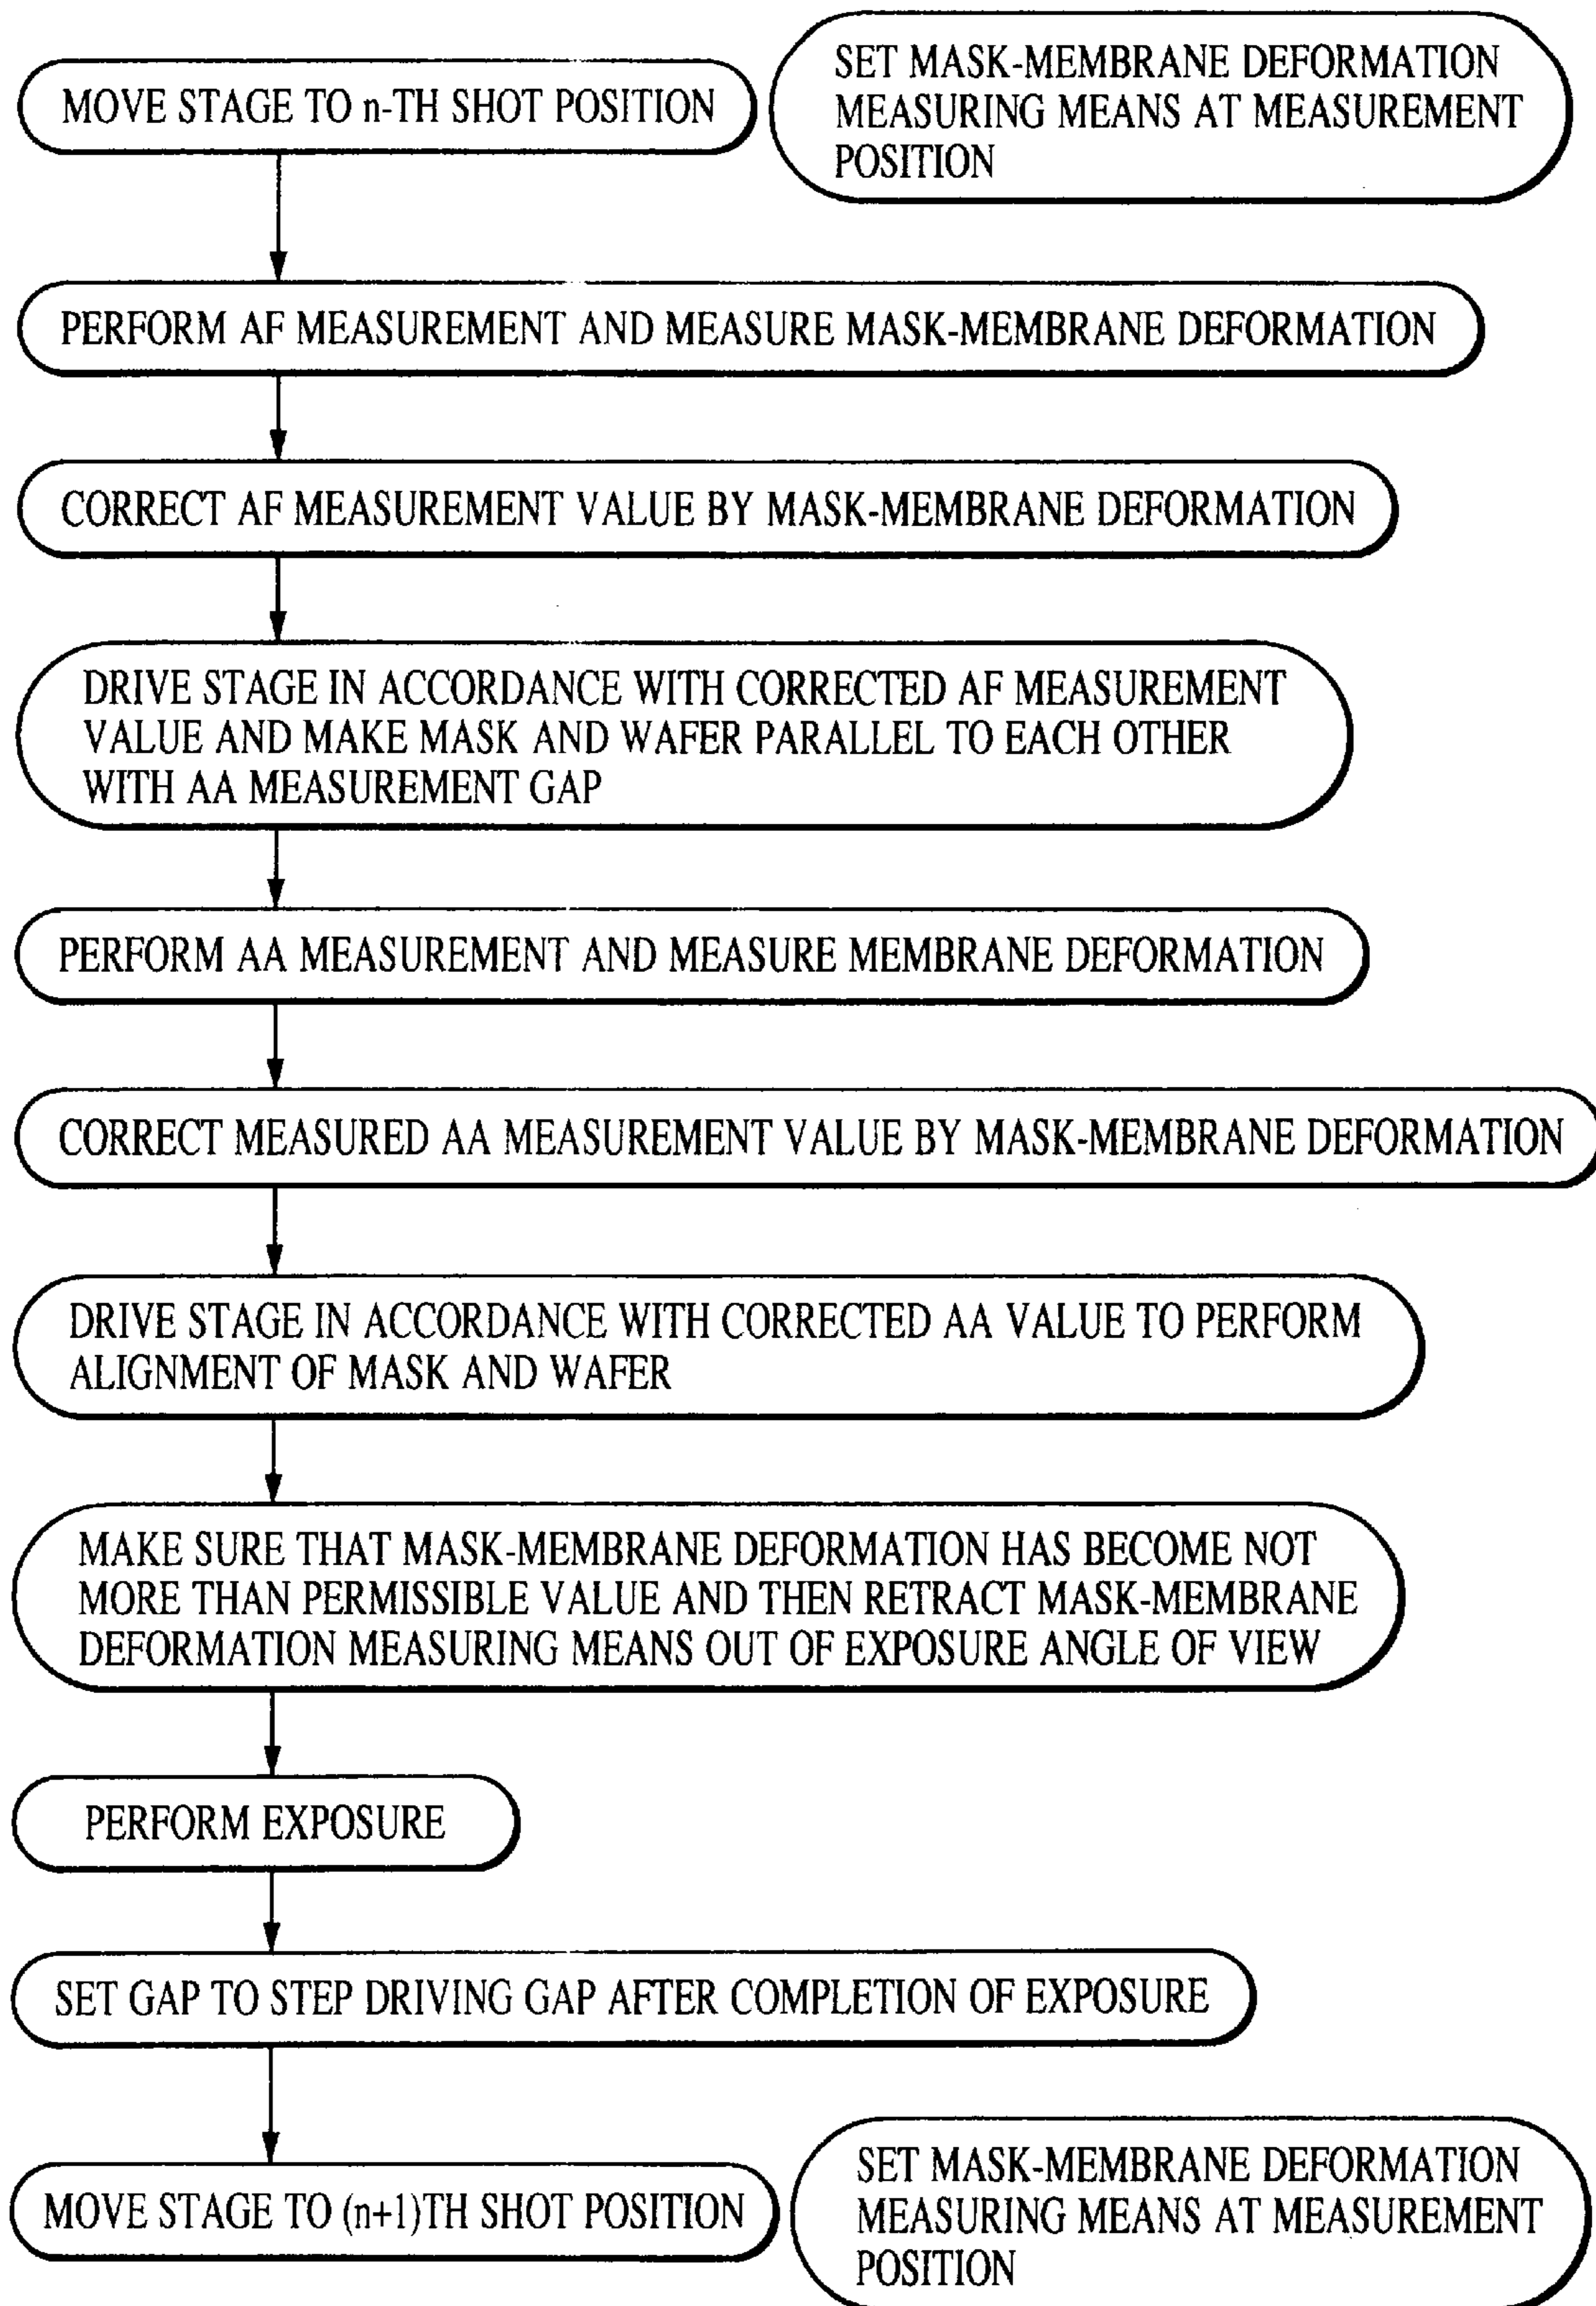 MOVE STAGE TO n-TH SHOT POSITION
SET MASK-MEMBRANE DEFORMATION
MEASURING MEANS AT MEASUREMENT
POSITION
PERFORM AF MEASUREMENT AND MEASURE MASK-MEMBRANE DEFORMATION
CORRECT AF MEASUREMENT VALUE BY MASK-MEMBRANE DEFORMATION
DRIVE STAGE IN ACCORDANCE WITH CORRECTED AF MEASUREMENT
VALUE AND MAKE MASK AND WAFER PARALLEL TO EACH OTHER
WITH AA MEASUREMENT GAP
PERFORM AA MEASUREMENT AND MEASURE MEMBRANE DEFORMATION
CORRECT MEASURED AA MEASUREMENT VALUE BY MASK-MEMBRANE DEFORMATION
DRIVE STAGE IN ACCORDANCE WITH CORRECTED AA VALUE TO PERFORM
ALIGNMENT OF MASK AND WAFER
MAKE SURE THAT MASK-MEMBRANE DEFORMATION HAS BECOME NOT
MORE THAN PERMISSIBLE VALUE AND THEN RETRACT MASK-MEMBRANE
DEFORMATION MEASURING MEANS OUT OF EXPOSURE ANGLE OF VIEW
PERFORM EXPOSURE
SET GAP TO STEP DRIVING GAP AFTER COMPLETION OF EXPOSURE
MOVE STAGE TO (n+1)TH SHOT POSITION
SET MASK-MEMBRANE DEFORMATION
MEASURING MEANS AT MEASUREMENT
POSITION